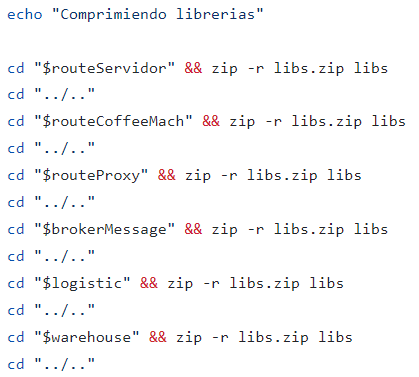 echo "Comprimiendo librerias"
cd "$routeServidor" && zip -r libs.zip libs
cd "../.."
cd "$routeCoffeeMach" && zip -r libs.zip libs
cd "../.."
cd "$routeProxy" && zip -r libs.zip libs
cd "../.."
cd "$brokerMessage" && zip -r libs.zip libs
cd "../.."
cd "$logistic" && zip -r libs.zip libs
cd "../.."
cd "$warehouse" && zip -r libs.zip libs
cd "../.."